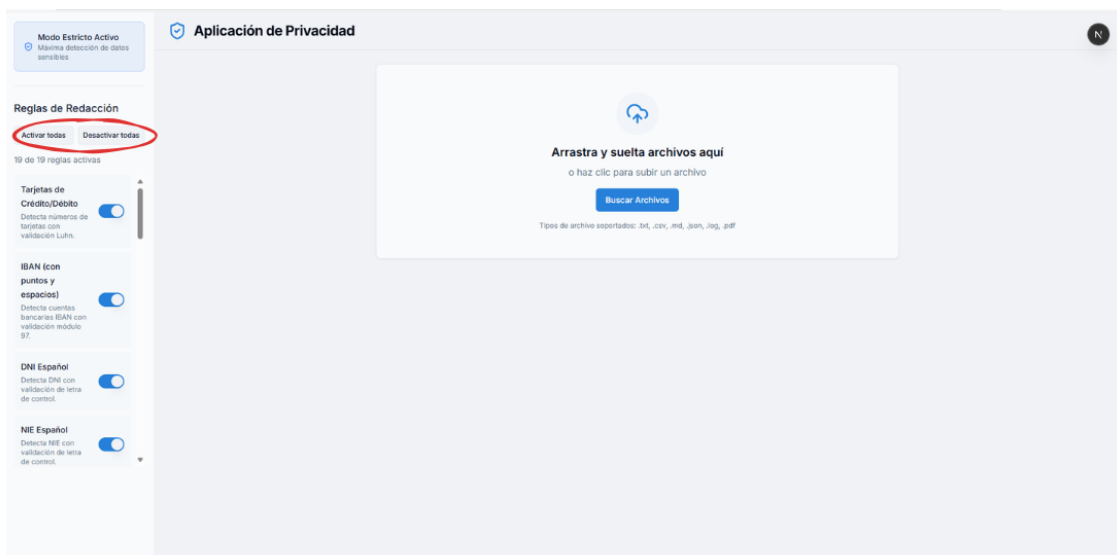 Modo Estricto Activo
Máxima detección de datos
sensibles
Aplicación de Privacidad
N
Reglas de Redacción
Activar todas
Desactivar todas
19 de 19 reglas activas
Tarjetas de
Crédito/Débito
Detecta números de
tarjetas con
validación Luhn.
IBAN (con
puntos y
espacios)
Detecta cuentas
bancarias IBAN con
validación módulo
97.
DNI Español
Detecta DNI con
validación de letra
de control.
NIE Español
Detecta NIE con
validación de letra
de control.
Arrastra y suelta archivos aquí
o haz clic para subir un archivo
Buscar Archivos
Tipos de archivo soportados: .txt, .csv, .md, .json, .log, .pdf